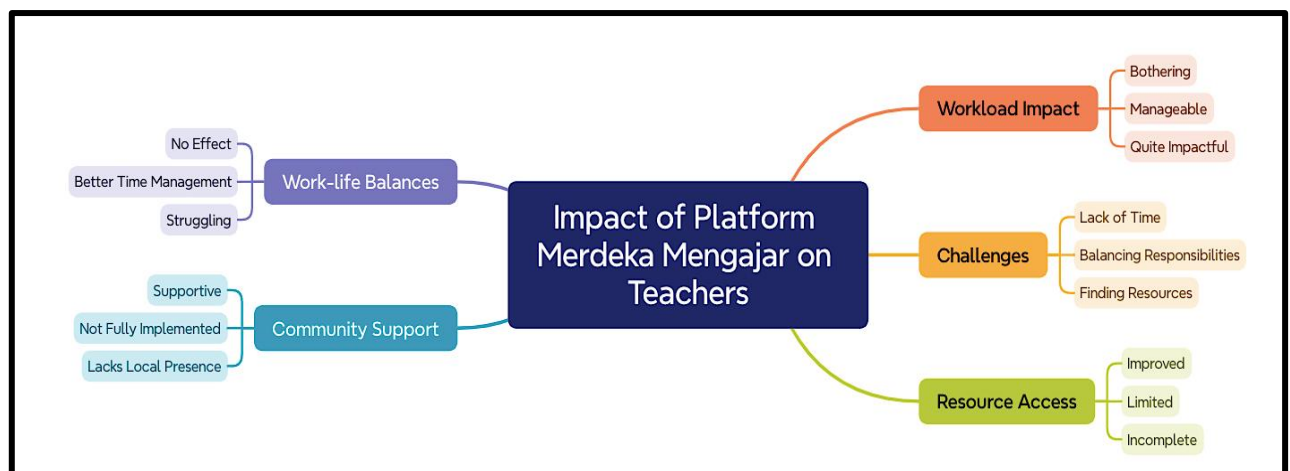 Impact of Platform
Merdeka Mengajar on
Teachers
Workload Impact
Bothering
Manageable
Quite Impactful
Challenges
Lack of Time
Balancing Responsibilities
Finding Resources
Resource Access
Improved
Limited
Incomplete
Work-life Balances
No Effect
Better Time Management
Struggling
Community Support
Supportive
Not Fully Implemented
Lacks Local Presence